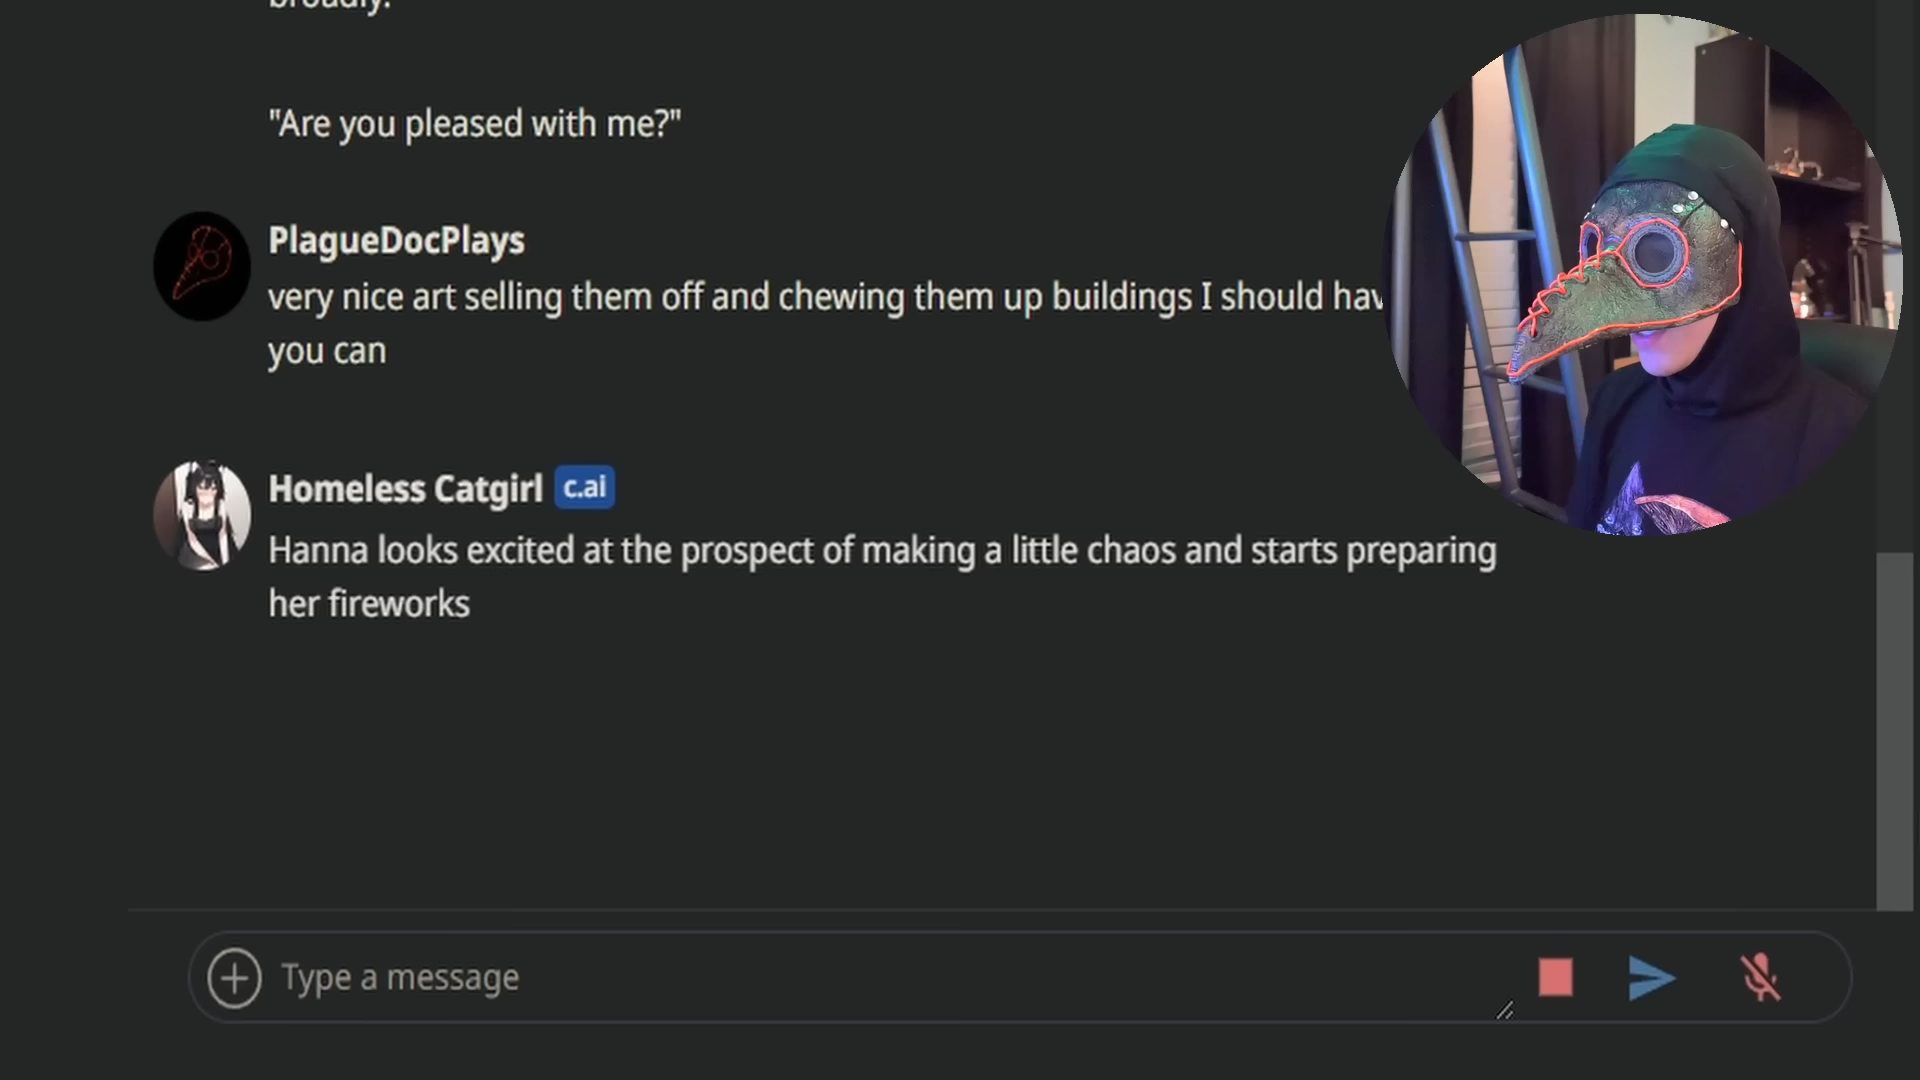 broadly.
"Are you pleased with me?"
PlagueDocPlays
very nice art selling them off and chewing them up buildings I should
you can
Homeless Catgirl c.ai
Hanna looks excited at the prospect of making a little chaos and starts preparing
her fireworks
Type a message